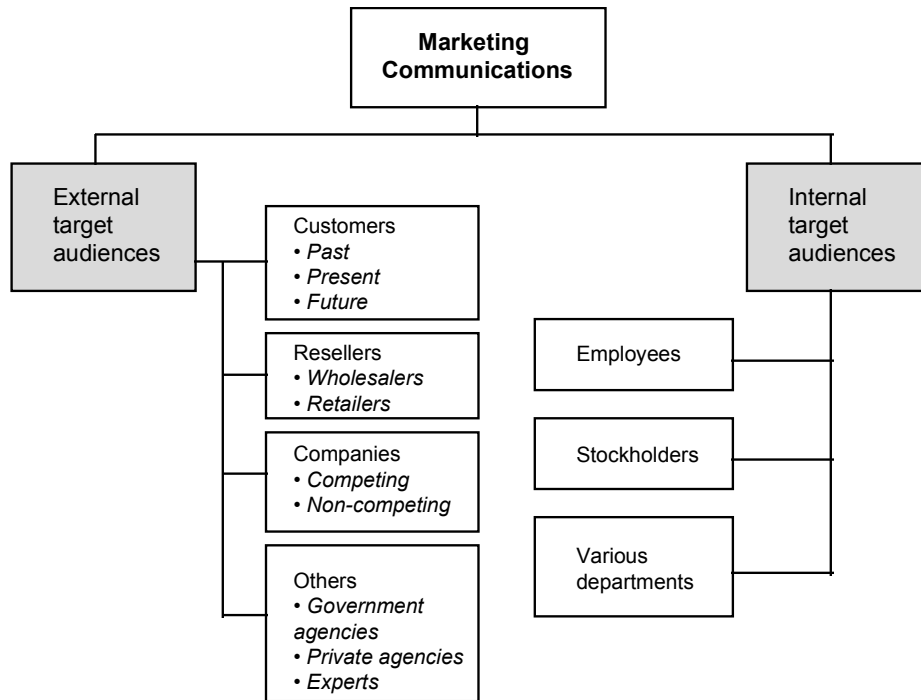 Marketing
Communications
External
target
audiences
Customers
• Past
• Present
• Future
Resellers
• Wholesalers
• Retailers
Companies
• Competing
• Non-competing
Others
• Government
agencies
• Private agencies
• Experts
Internal
target
audiences
Employees
Stockholders
Various
departments